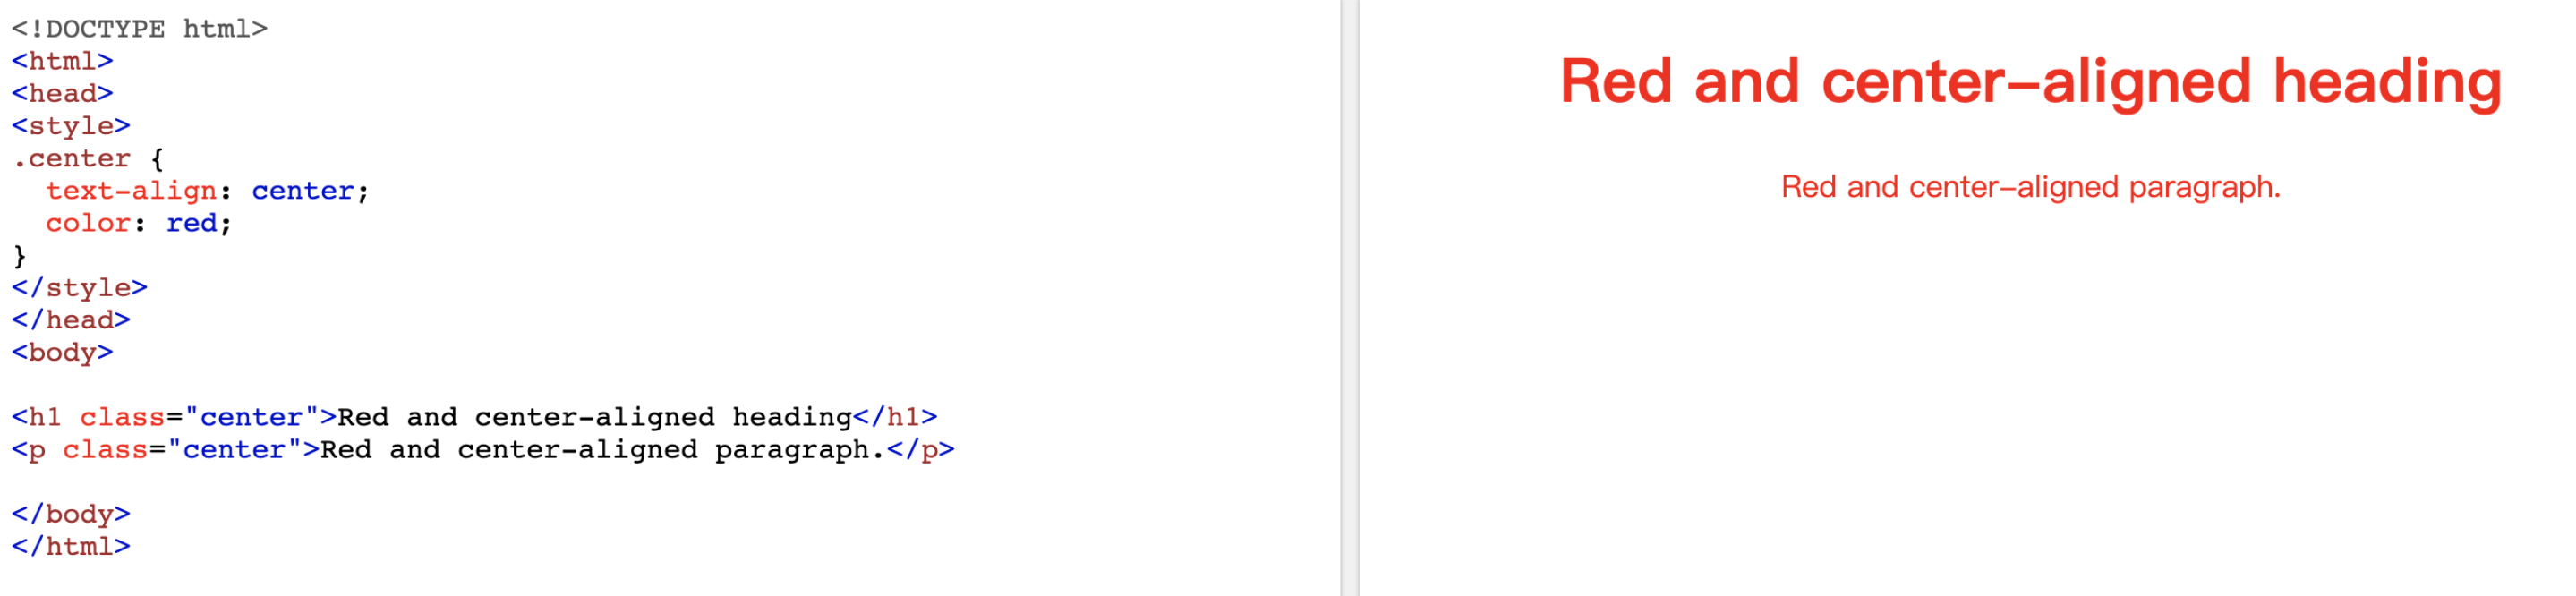 <!DOCTYPE html>
<html>
<head>
<style>
.center {
  text-align: center;
  color: red;
}
</style>
</head>
<body>

<h1 class="center">Red and center-aligned heading</h1>
<p class="center">Red and center-aligned paragraph.</p>

</body>
</html>
Red and center-aligned heading
Red and center-aligned paragraph.